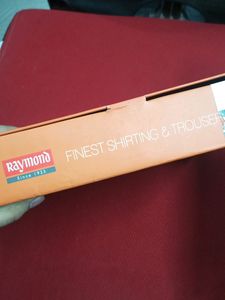 Raymond
Since 1925
FINEST SHIRTING & TROUSER